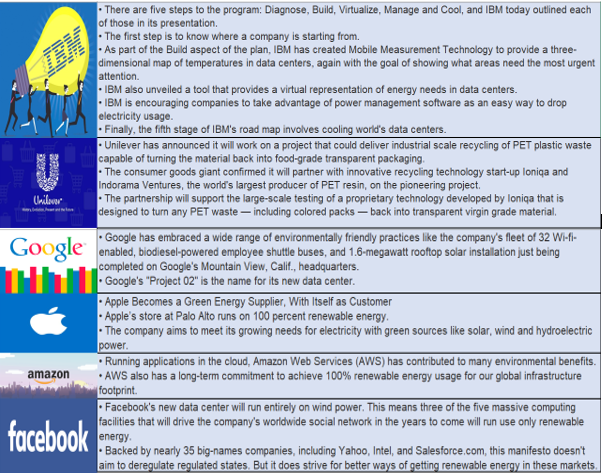 IBM
• There are five steps to the program: Diagnose, Build, Virtualize, Manage and Cool, and IBM today outlined each
of those in its presentation.
• The first step is to know where a company is starting from.
• As part of the Build aspect of the plan, IBM has created Mobile Measurement Technology to provide a three-
dimensional map of temperatures in data centers, again with the goal of showing what areas need the most urgent
attention.
• IBM also unveiled a tool that provides a virtual representation of energy needs in data centers.
• IBM is encouraging companies to take advantage of power management software as an easy way to drop
electricity usage.
• Finally, the fifth stage of IBM's road map involves cooling world's data centers.
Unilever
• Unilever has announced it will work on a project that could deliver industrial scale recycling of PET plastic waste
capable of turning the material back into food-grade transparent packaging.
• The consumer goods giant confirmed it will partner with innovative recycling technology start-up Ioniqa and
Indorama Ventures, the world's largest producer of PET resin, on the pioneering project.
• The partnership will support the large-scale testing of a proprietary technology developed by Ioniqa that is
designed to turn any PET waste — including colored packs — back into transparent virgin grade material.
Google
• Google has embraced a wide range of environmentally friendly practices like the company's fleet of 32 Wi-fi-
enabled, biodiesel-powered employee shuttle buses, and 1.6-megawatt rooftop solar installation just being
completed on Google's Mountain View, Calif., headquarters.
• Google's "Project 02" is the name for its new data center.
• Apple Becomes a Green Energy Supplier, With Itself as Customer
• Apple's store at Palo Alto runs on 100 percent renewable energy.
• The company aims to meet its growing needs for electricity with green sources like solar, wind and hydroelectric
power.
amazon
• Running applications in the cloud, Amazon Web Services (AWS) has contributed to many environmental benefits.
• AWS also has a long-term commitment to achieve 100% renewable energy usage for our global infrastructure
footprint.
facebook
• Facebook's new data center will run entirely on wind power. This means three of the five massive computing
facilities that will drive the company's worldwide social network in the years to come will run use only renewable
energy.
• Backed by nearly 35 big-names companies, including Yahoo, Intel, and Salesforce.com, this manifesto doesn't
aim to deregulate regulated states. But it does strive for better ways of getting renewable energy in these markets